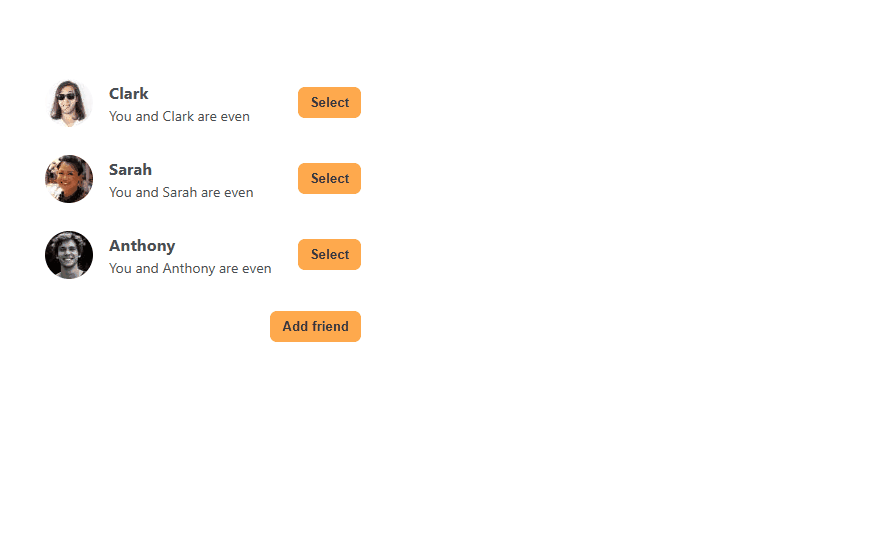 Clark
You and Clark are even
Select
Sarah
You and Sarah are even
Select
Anthony
You and Anthony are even
Select
Add friend